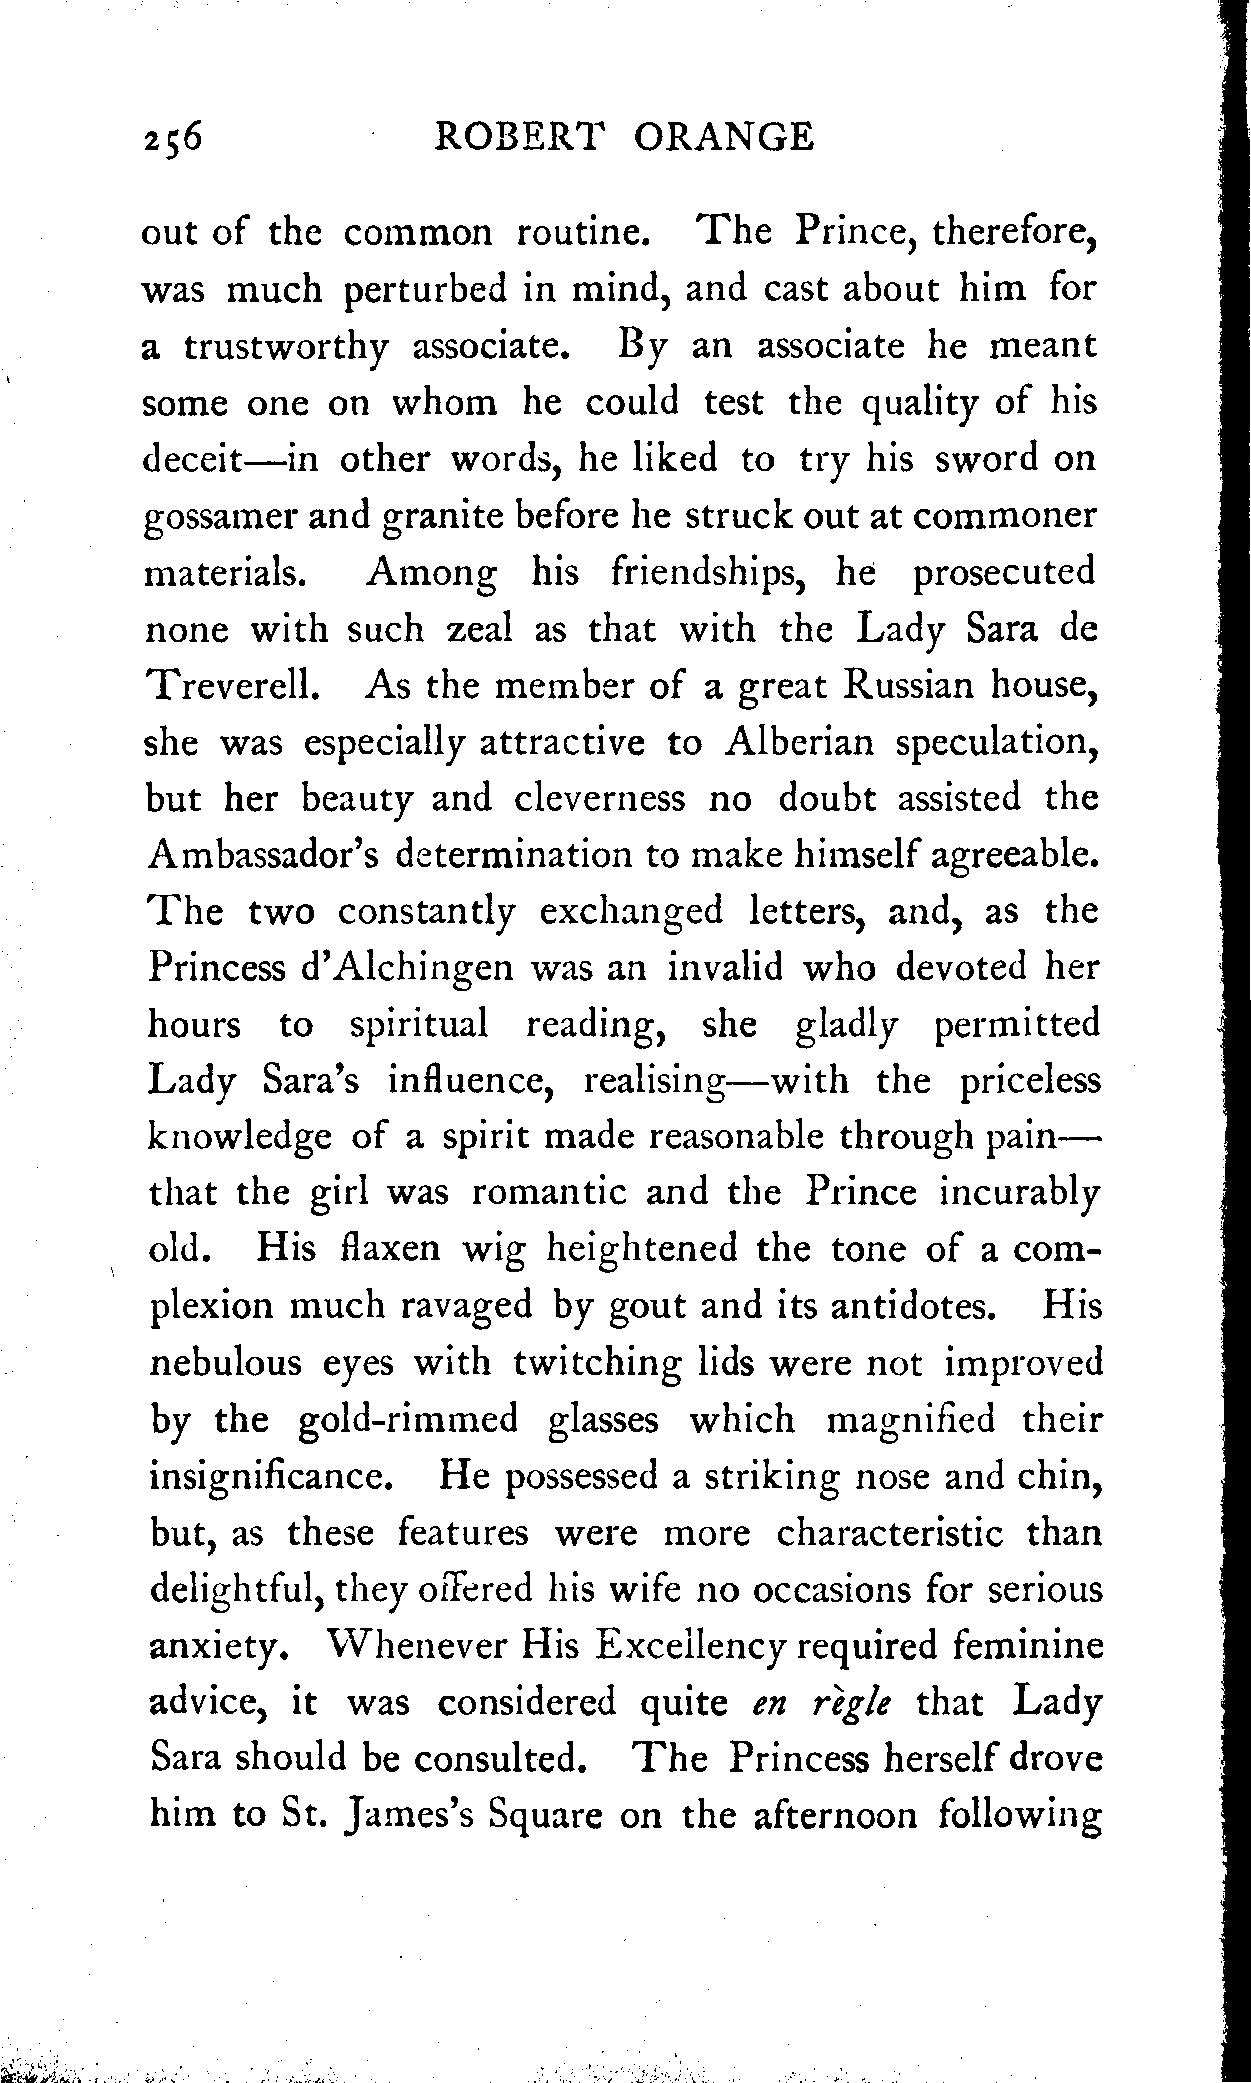 256 ROBERT ORANGE
out of the common routine. The Prince, therefore,
was much perturbed in mind, and cast about him for
a trustworthy associate. By an associate he meant
some one on whom he could test the quality of his
deceit—in other words, he liked to try his sword on
gossamer and granite before he struck out at commoner
materials. Among his friendships, he prosecuted
none with such zeal as that with the Lady Sara de
Treverell. As the member of a great Russian house,
she was especially attractive to Alberian speculation,
but her beauty and cleverness no doubt assisted the
Ambassador's determination to make himself agreeable.
The two constantly exchanged letters, and, as the
Princess d'Alchingen was an invalid who devoted her
hours to spiritual reading, she gladly permitted
Lady Sara's influence, realising—with the priceless
knowledge of a spirit made reasonable through pain—
that the girl was romantic and the Prince incurably
old. His flaxen wig heightened the tone of a com-
plexion much ravaged by gout and its antidotes. His
nebulous eyes with twitching lids were not improved
by the gold-rimmed glasses which magnified their
insignificance. He possessed a striking nose and chin,
but, as these features were more characteristic than
delightful, they offered his wife no occasions for serious
anxiety. Whenever His Excellency required feminine
advice, it was considered quite en règle that Lady
Sara should be consulted. The Princess herself drove
him to St. James's Square on the afternoon following